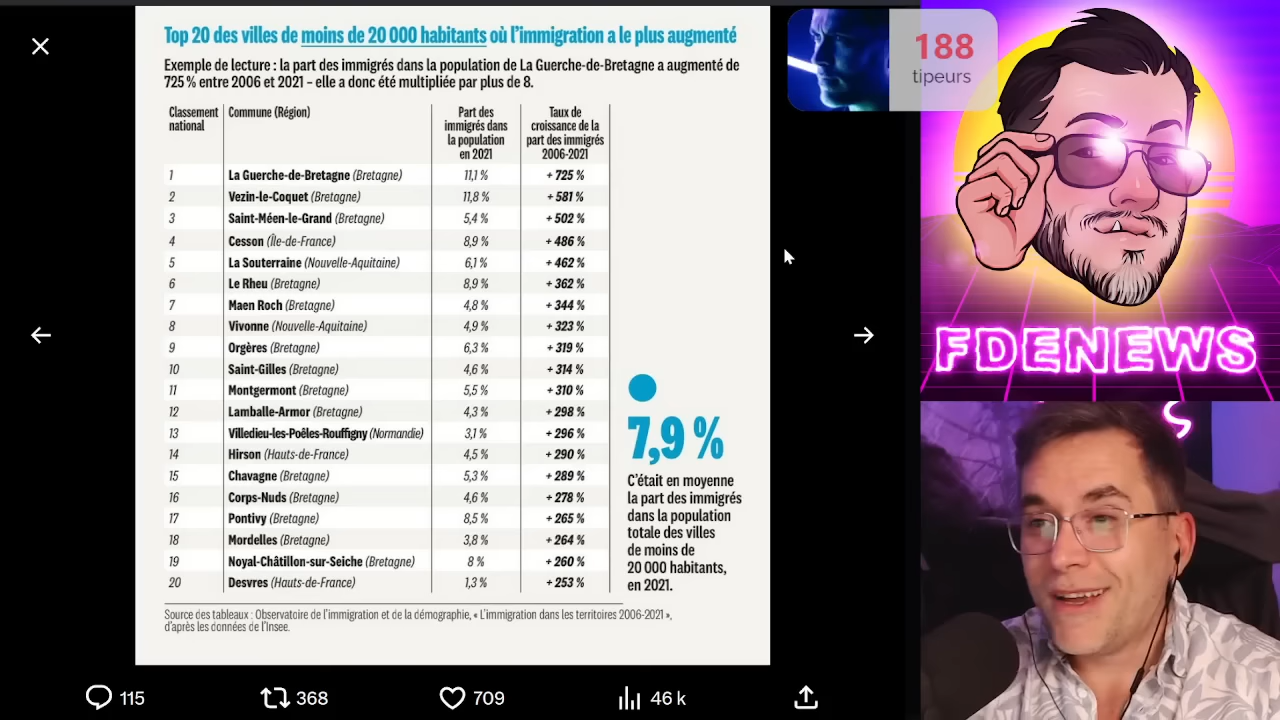 Top 20 des villes de moins de 20 000 habitants où l'immigration a le plus augmenté
Exemple de lecture : la part des immigrés dans la population de La Guerche-de-Bretagne a augmenté de
725 % entre 2006 et 2021 – elle a donc été multipliée par plus de 8.
Classement national
Commune (Région)
Part des immigrés dans la population en 2021
Taux de croissance de la part des immigrés 2006-2021
1 La Guerche-de-Bretagne (Bretagne) 11,1 % + 725 %
2 Vezin-le-Coquet (Bretagne) 11,8 % + 581 %
3 Saint-Méen-le-Grand (Bretagne) 5,4 % + 502 %
4 Cesson (Île-de-France) 8,9 % + 486 %
5 La Souterraine (Nouvelle-Aquitaine) 6,1 % + 462 %
6 Le Rheu (Bretagne) 8,9 % + 362 %
7 Maen Roch (Bretagne) 4,8 % + 344 %
8 Vivonne (Nouvelle-Aquitaine) 4,9 % + 323 %
9 Orgères (Bretagne) 6,3 % + 319 %
10 Saint-Gilles (Bretagne) 4,6 % + 314 %
11 Montgermont (Bretagne) 5,5 % + 310 %
12 Lamballe-Armor (Bretagne) 4,3 % + 298 %
13 Villedieu-les-Poêles-Rouffigny (Normandie) 3,1 % + 296 %
14 Hirson (Hauts-de-France) 4,5 % + 290 %
15 Chavagne (Bretagne) 5,3 % + 289 %
16 Corps-Nuds (Bretagne) 4,6 % + 278 %
17 Pontivy (Bretagne) 8,5 % + 265 %
18 Mordelles (Bretagne) 3,8 % + 264 %
19 Noyal-Châtillon-sur-Seiche (Bretagne) 8 % + 260 %
20 Desvres (Hauts-de-France) 1,3 % + 253 %
7,9 %
C'était en moyenne
la part des immigrés
dans la population
totale des villes
de moins de
20 000 habitants,
en 2021.
Source des tableaux : Observatoire de l'immigration et de la démographie, « L'immigration dans les territoires 2006-2021 »,
d'après les données de l'Insee.
115 368 709 46 k
188
tipeurs
FDENEWS